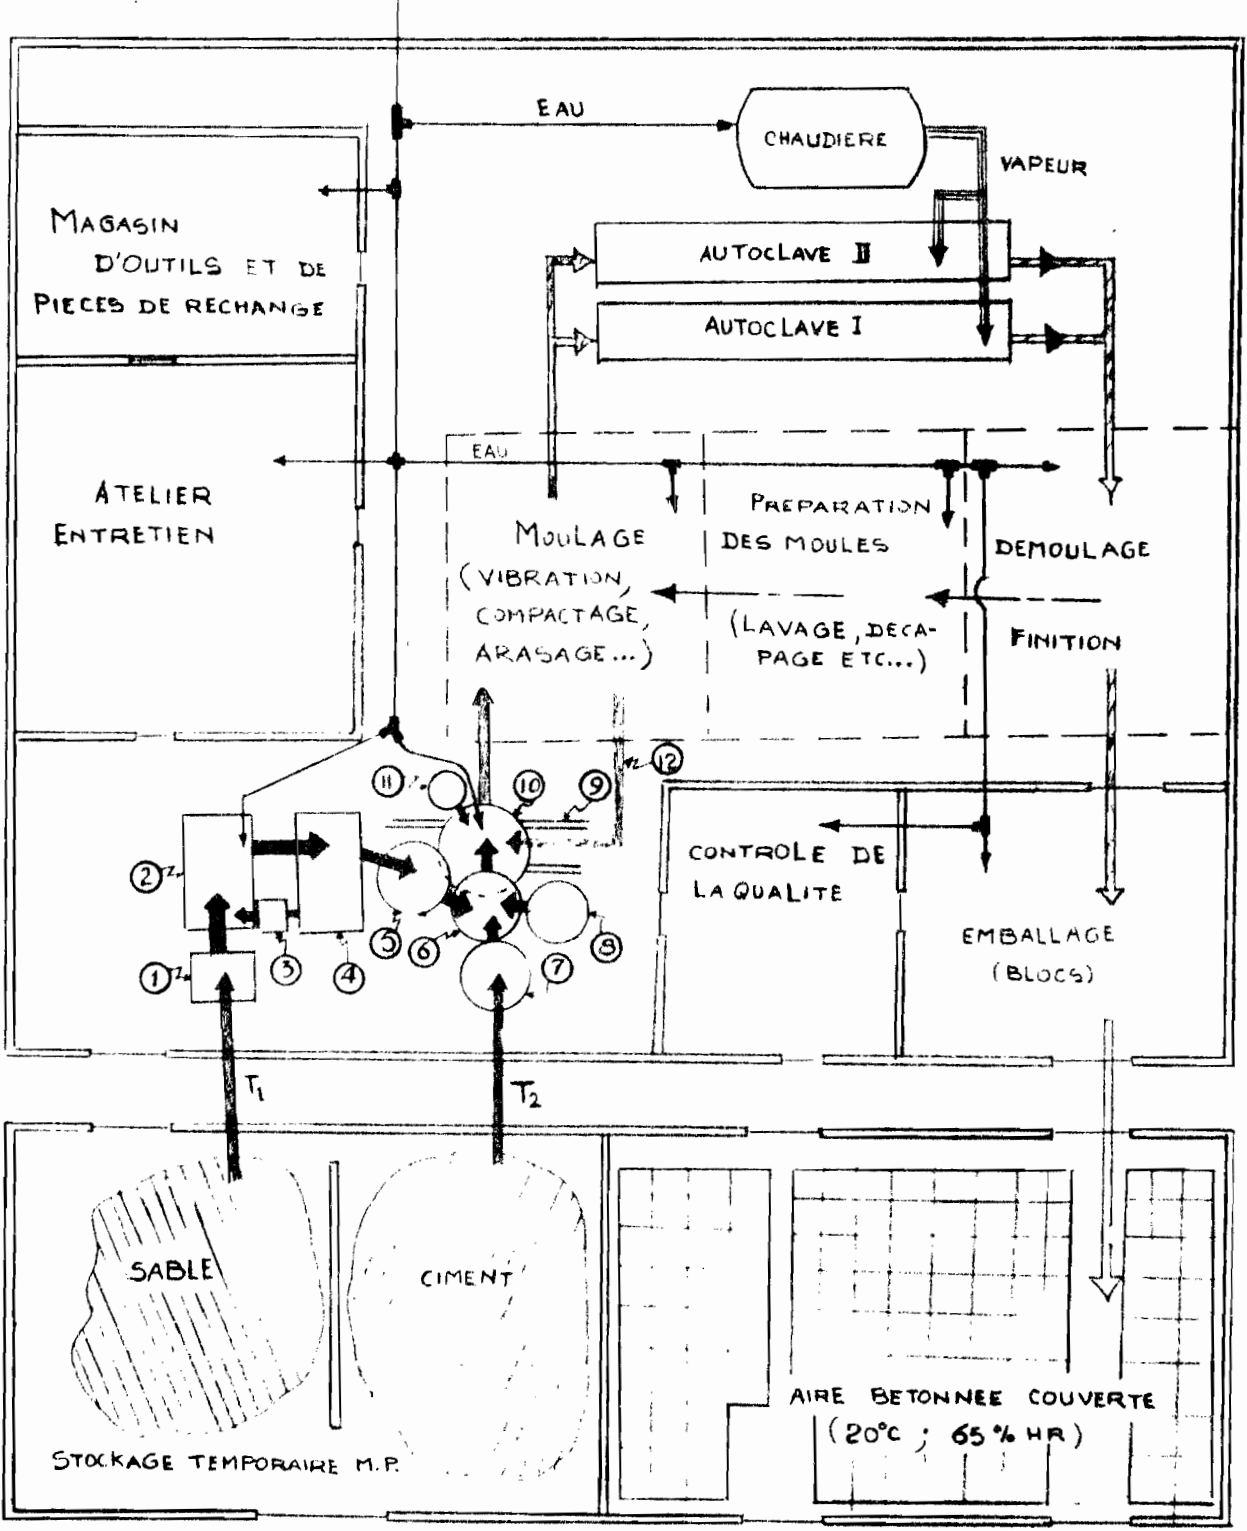 EAU
CHAUDIERE
VAPEUR
MAGASIN
D'OUTILS ET DE
PIECES DE RECHANGE
AUTOCLAVE II
AUTOCLAVE I
EAU
ATELIER
ENTRETIEN
MOULAGE
(VIBRATION,
COMPACTAGE,
ARASAGE...)
PREPARATION
DES MOULES
(LAVAGE, DECA-
PAGE ETC...)
DEMOULAGE
FINITION
12
11
10
9
2
5
6
8
1
3
4
7
CONTROLE DE
LA QUALITE
EMBALLAGE
(BLOCS)
T1
T2
SABLE
CIMENT
STOCKAGE TEMPORAIRE M.P.
AIRE BETONNEE COUVERTE
(20°C ; 65% HR)